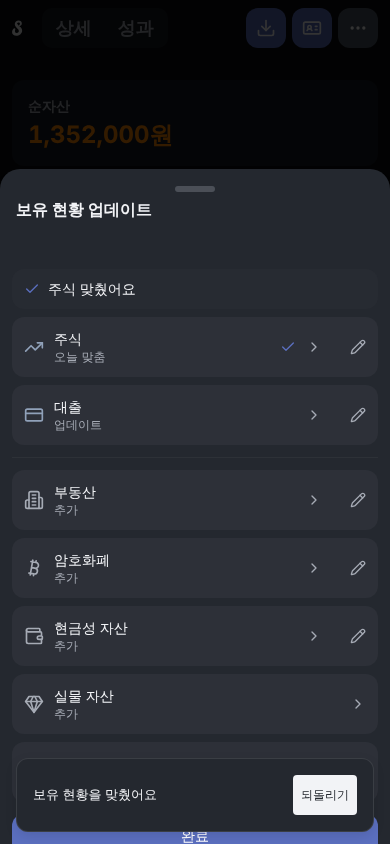 S 상세 성과
순자산
1,352,000원
보유 현황 업데이트
주식 맞췄어요
주식
오늘 맞춤
대출
업데이트
부동산
추가
암호화폐
추가
현금성 자산
추가
실물 자산
추가
보유 현황을 맞췄어요 되돌리기
완료